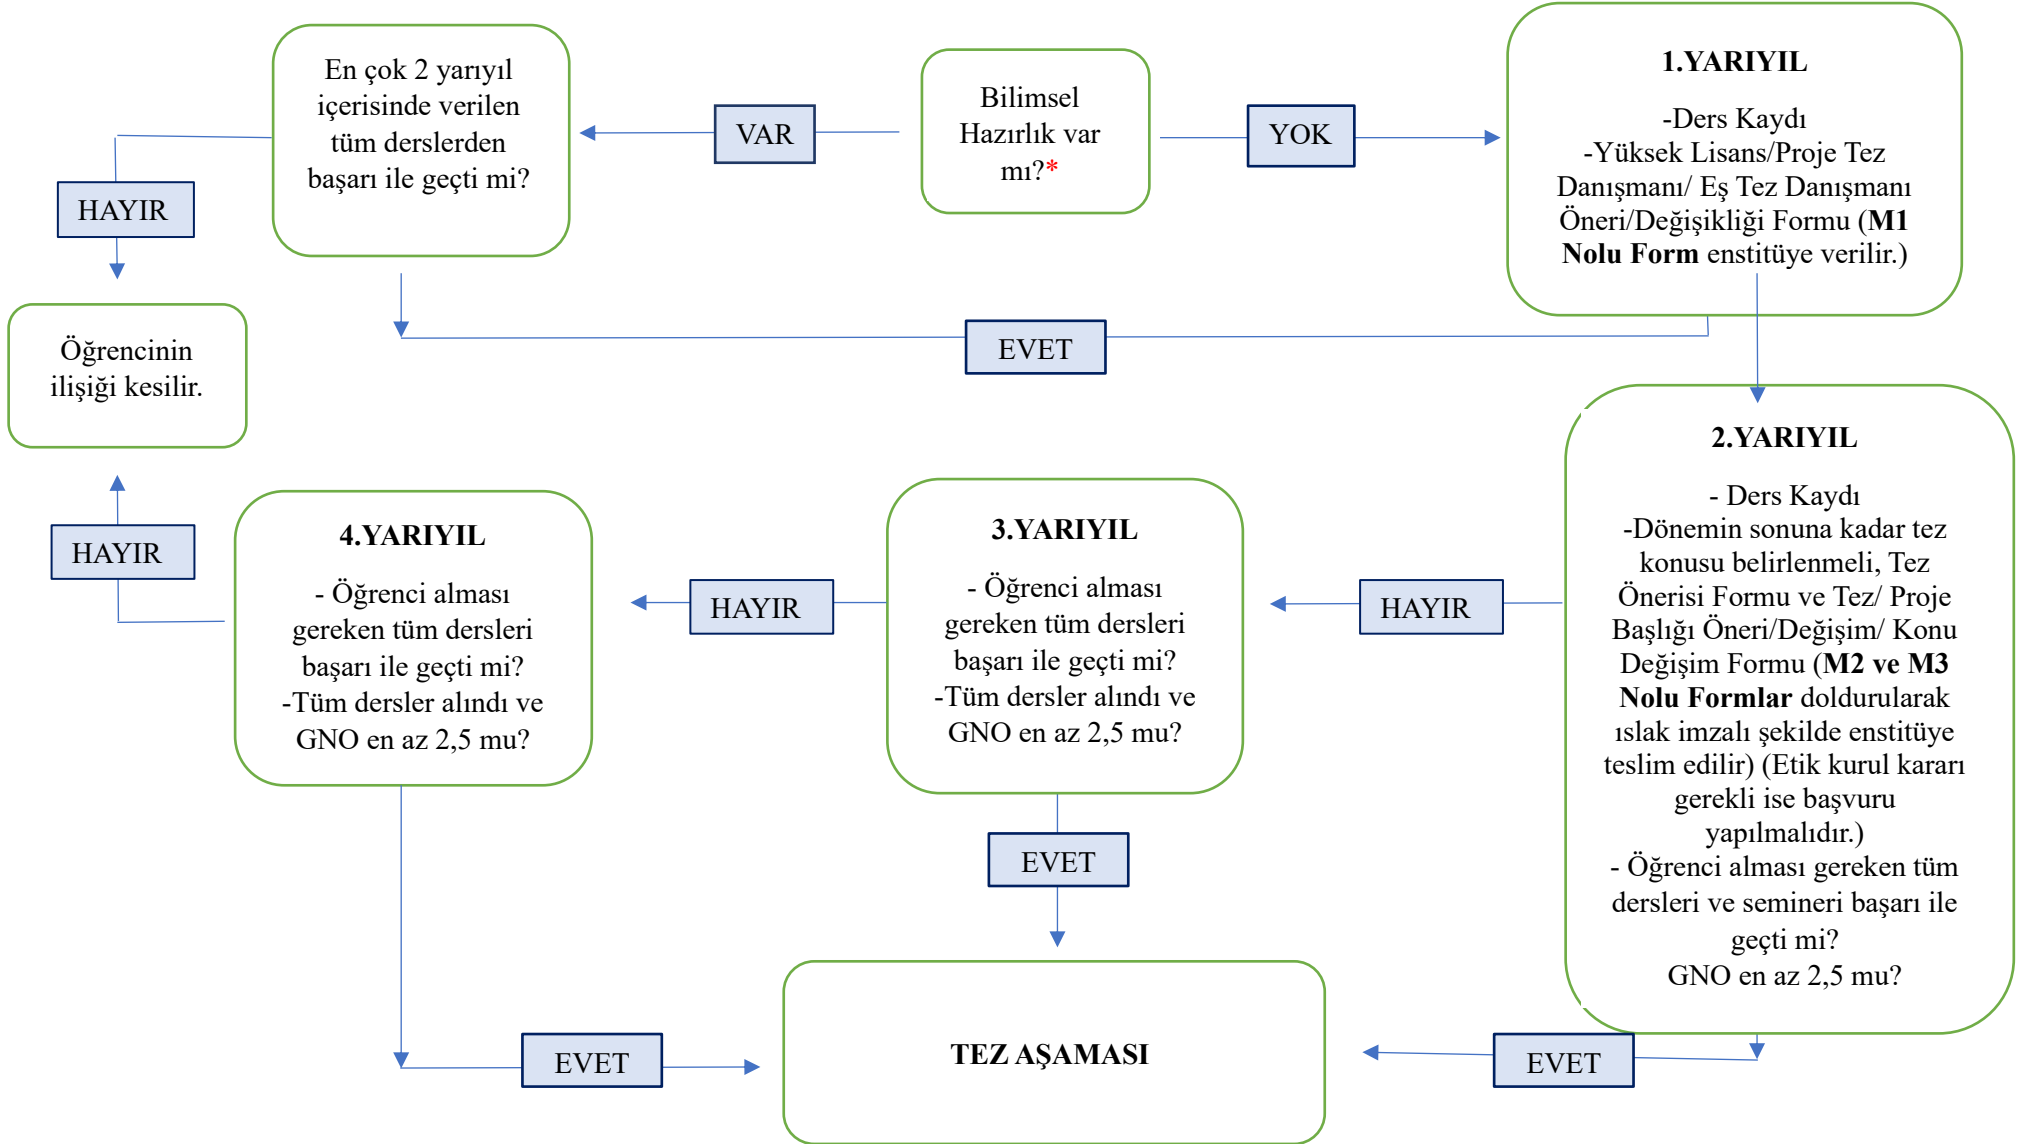 En çok 2 yarıyıl
içerisinde verilen
tüm derslerden
başarı ile geçti mi?
VAR
Bilimsel
Hazırlık var
mı?*
YOK
1.YARIYIL
-Ders Kaydı
-Yüksek Lisans/Proje Tez
Danışmanı/ Eş Tez Danışmanı
Öneri/Değişikliği Formu (M1
Nolu Form enstitüye verilir.)
HAYIR
Öğrencinin
ilişiği kesilir.
EVET
2.YARIYIL
- Ders Kaydı
-Dönemin sonuna kadar tez
konusu belirlenmeli, Tez
Önerisi Formu ve Tez/ Proje
Başlığı Öneri/Değişim/ Konu
Değişim Formu (M2 ve M3
Nolu Formlar doldurularak
ıslak imzalı şekilde enstitüye
teslim edilir) (Etik kurul kararı
gerekli ise başvuru
yapılmalıdır.)
- Öğrenci alması gereken tüm
dersleri ve semineri başarı ile
geçti mi?
GNO en az 2,5 mu?
HAYIR
3.YARIYIL
- Öğrenci alması
gereken tüm dersleri
başarı ile geçti mi?
-Tüm dersler alındı ve
GNO en az 2,5 mu?
HAYIR
4.YARIYIL
- Öğrenci alması
gereken tüm dersleri
başarı ile geçti mi?
-Tüm dersler alındı ve
GNO en az 2,5 mu?
HAYIR
EVET
EVET
TEZ AŞAMASI
EVET